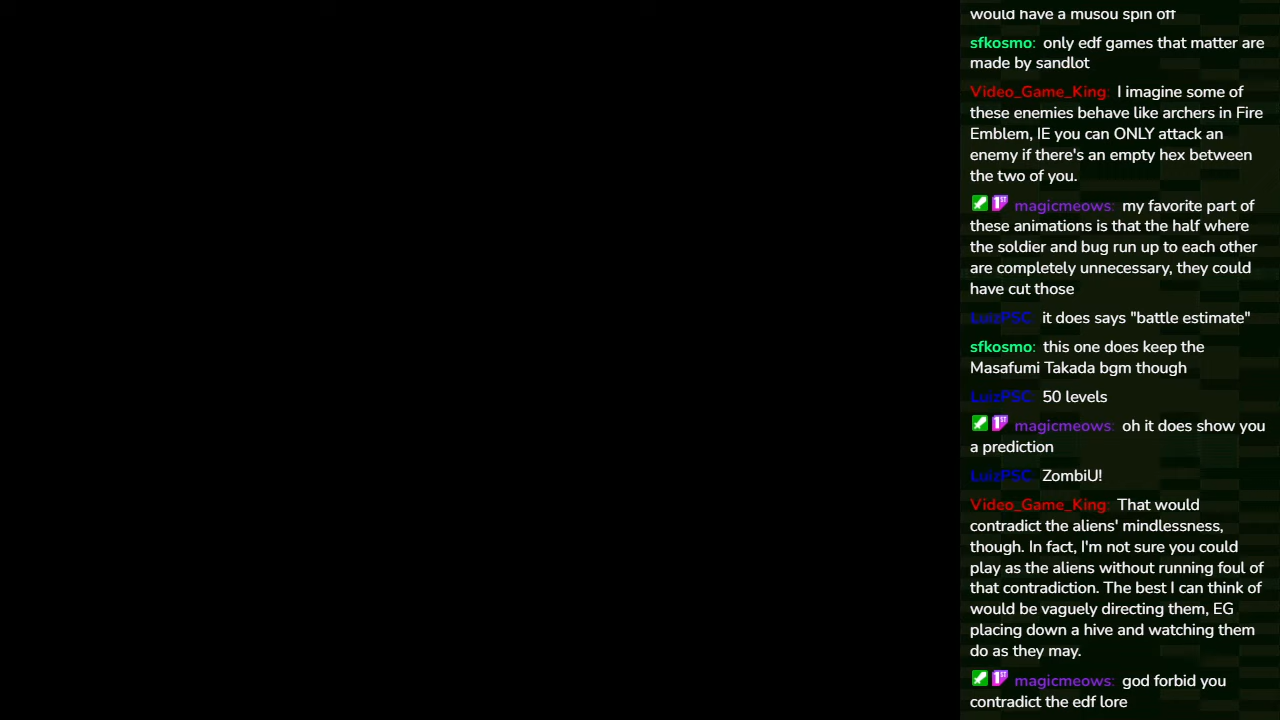 would have a musou spin off
sfkosmo: only edf games that matter are
made by sandlot
Video_Game_King: I imagine some of
these enemies behave like archers in Fire
Emblem, IE you can ONLY attack an
enemy if there's an empty hex between
the two of you.
1ST magicmeows: my favorite part of
these animations is that the half where
the soldier and bug run up to each other
are completely unnecessary, they could
have cut those
LuizPSC: it does says "battle estimate"
sfkosmo: this one does keep the
Masafumi Takada bgm though
LuizPSC: 50 levels
1ST magicmeows: oh it does show you
a prediction
LuizPSC: ZombiU!
Video_Game_King: That would
contradict the aliens' mindlessness,
though. In fact, I'm not sure you could
play as the aliens without running foul of
that contradiction. The best I can think of
would be vaguely directing them, EG
placing down a hive and watching them
do as they may.
1ST magicmeows: god forbid you
contradict the edf lore